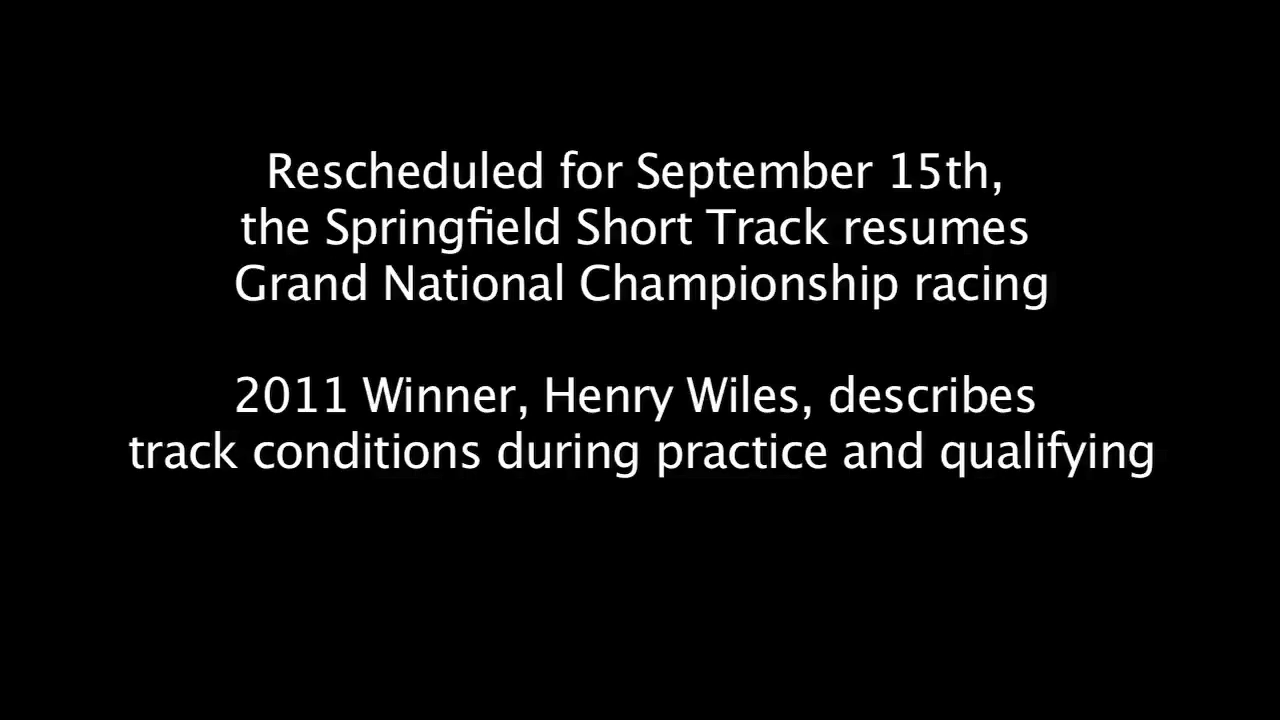 Rescheduled for September 15th,
the Springfield Short Track resumes
Grand National Championship racing
2011 Winner, Henry Wiles, describes
track conditions during practice and qualifying